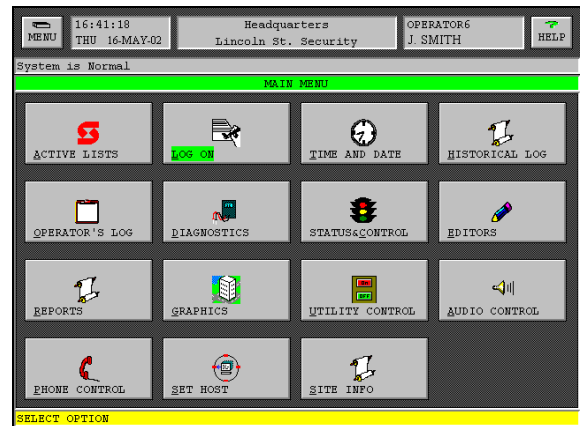 MENU
16:41:18
THU 16-MAY-02
Headquarters
Lincoln St. Security
OPERATOR6
J. SMITH
HELP
System is Normal
MAIN MENU
ACTIVE LISTS
LOG ON
TIME AND DATE
HISTORICAL LOG
OPERATOR'S LOG
DIAGNOSTICS
STATUS&CONTROL
EDITORS
REPORTS
GRAPHICS
ON
OFF
UTILITY CONTROL
AUDIO CONTROL
PHONE CONTROL
SET HOST
SITE INFO
SELECT OPTION